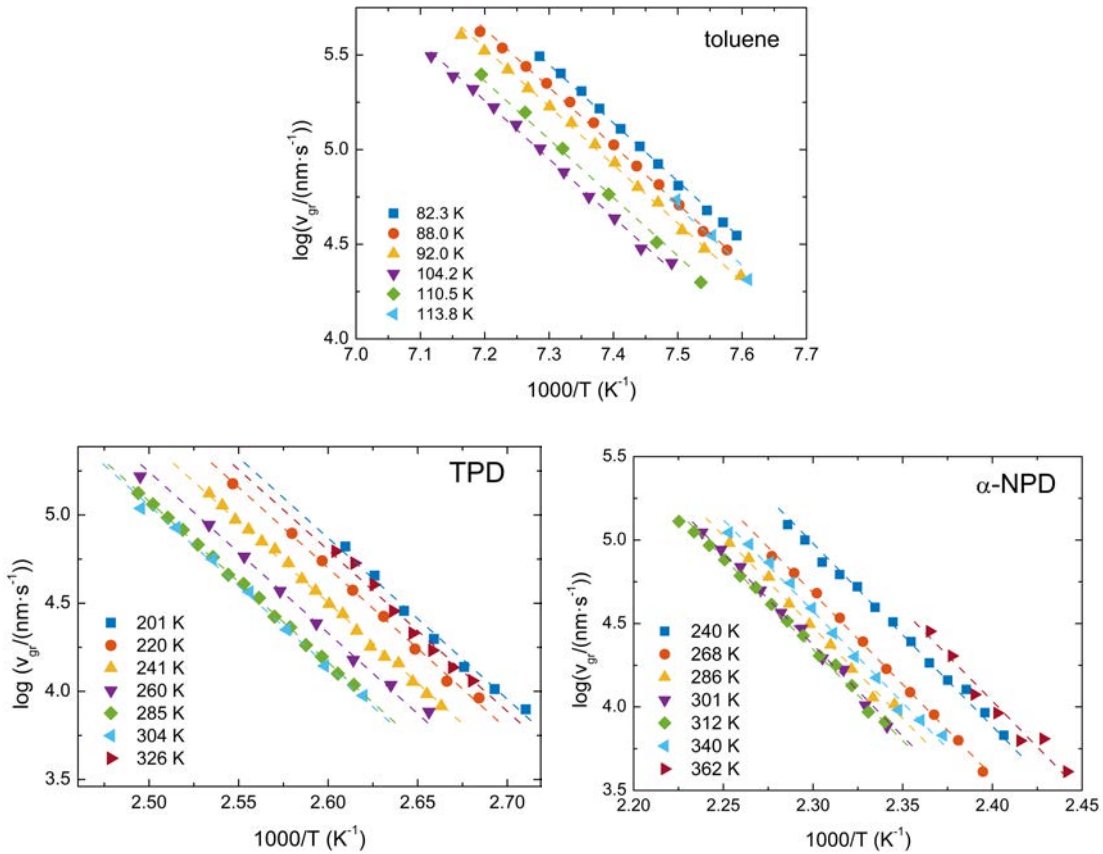 toluene
5.5
5.0
4.5
4.0
log(v_gr/(nm·s⁻¹))
82.3 K
88.0 K
92.0 K
104.2 K
110.5 K
113.8 K
7.0 7.1 7.2 7.3 7.4 7.5 7.6 7.7
1000/T (K⁻¹)
TPD
5.0
4.5
4.0
3.5
log (v_gr/(nm·s⁻¹))
201 K
220 K
241 K
260 K
285 K
304 K
326 K
2.50 2.55 2.60 2.65 2.70
1000/T (K⁻¹)
α-NPD
5.5
5.0
4.5
4.0
3.5
log(v_gr/(nm·s⁻¹))
240 K
268 K
286 K
301 K
312 K
340 K
362 K
2.20 2.25 2.30 2.35 2.40 2.45
1000/T (K⁻¹)